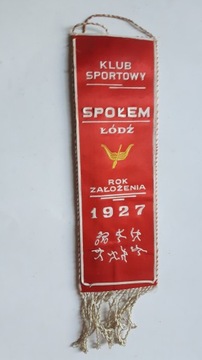 KLUB
SPORTOWY
SPOŁEM
ŁÓDŹ
ROK
ZAŁOŻENIA
1927